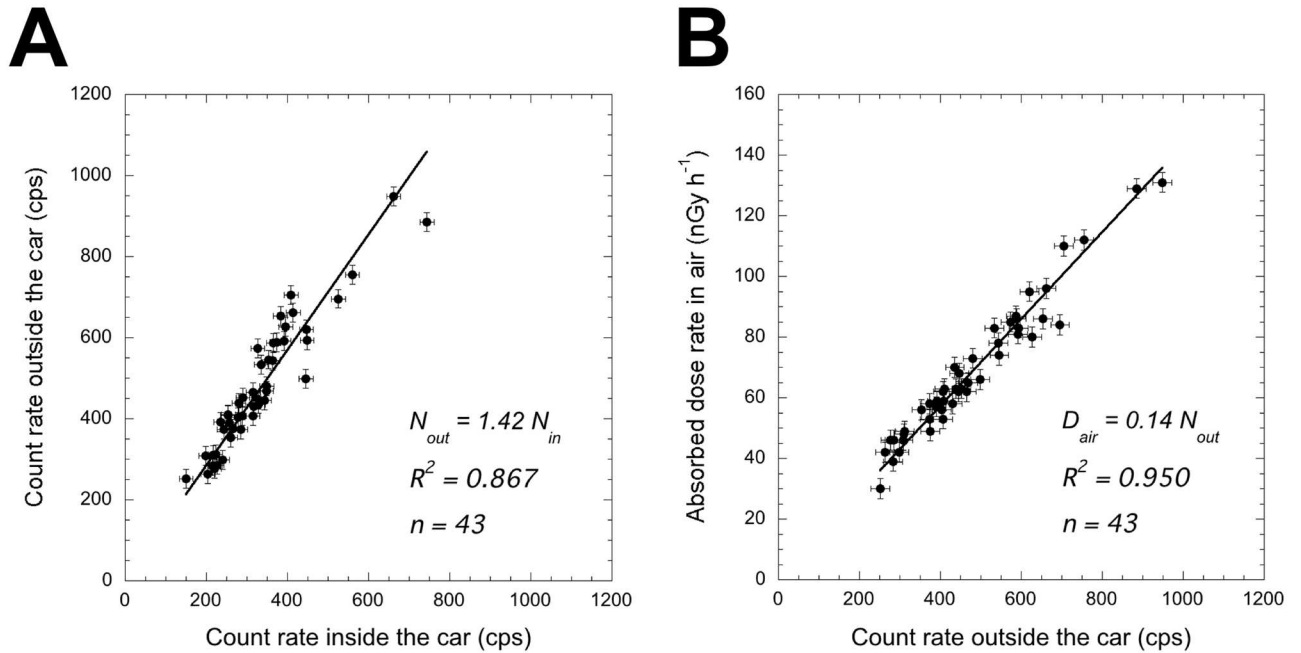 A
B
1200
1000
800
600
400
200
0
Count rate outside the car (cps)
N_out = 1.42 N_in
R² = 0.867
n = 43
0 200 400 600 800 1000 1200
Count rate inside the car (cps)
160
140
120
100
80
60
40
20
0
Absorbed dose rate in air (nGy h⁻¹)
D_air = 0.14 N_out
R² = 0.950
n = 43
0 200 400 600 800 1000 1200
Count rate outside the car (cps)